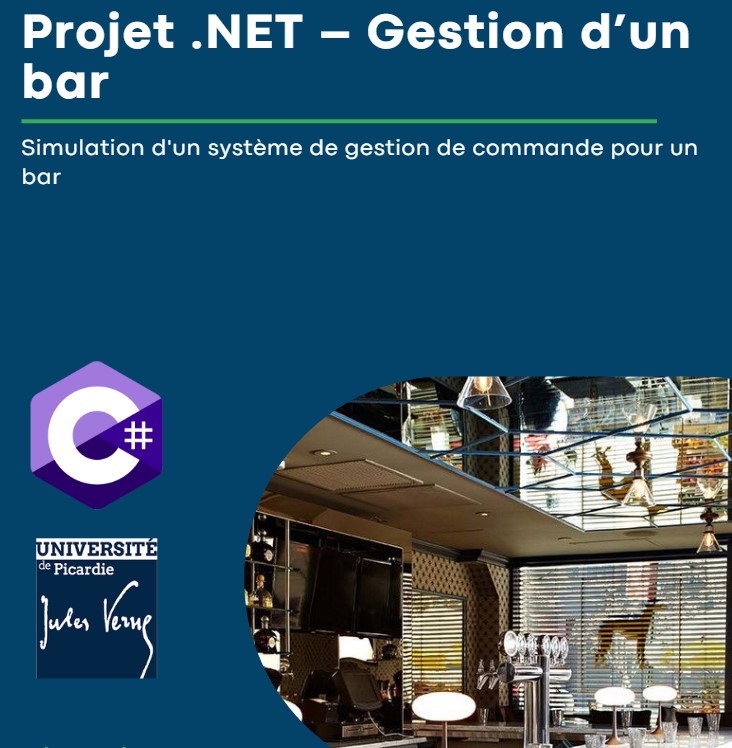 Projet .NET – Gestion d’un
bar
Simulation d'un système de gestion de commande pour un
bar
C#
UNIVERSITÉ
de Picardie
Jules Verne